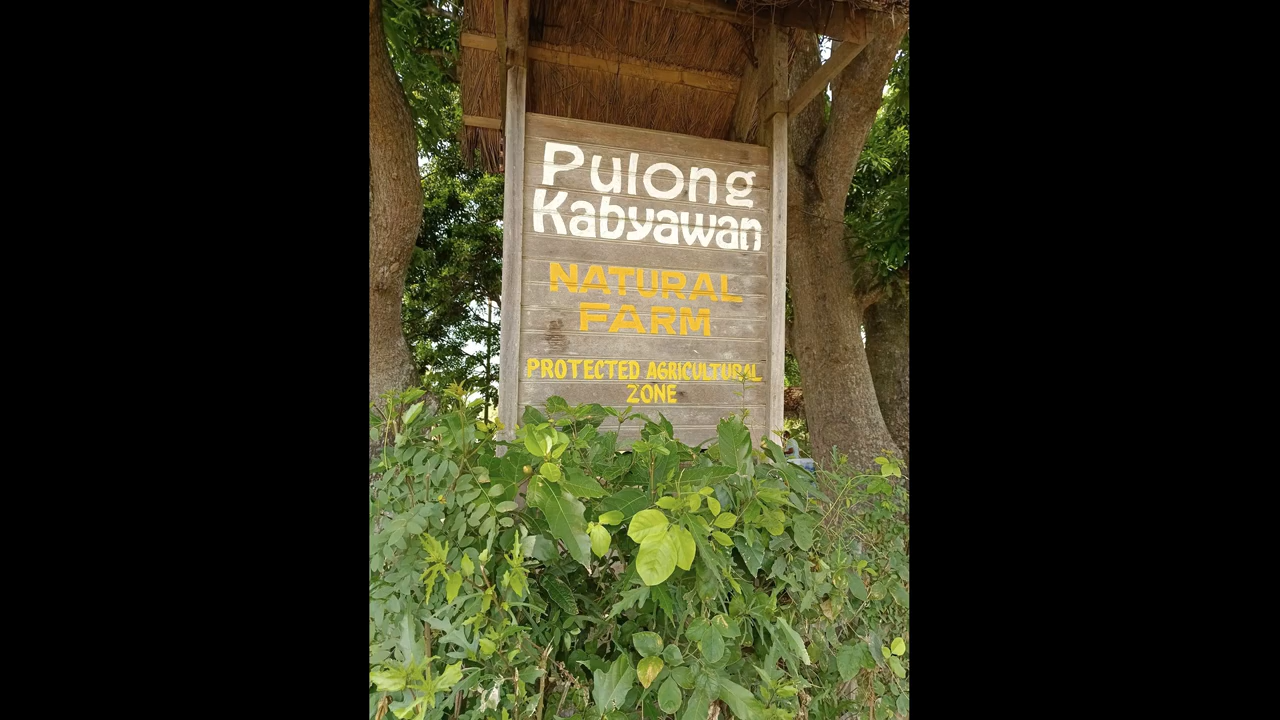 Pulong
Kabyawan
NATURAL
FARM
PROTECTED AGRICULTURAL
ZONE